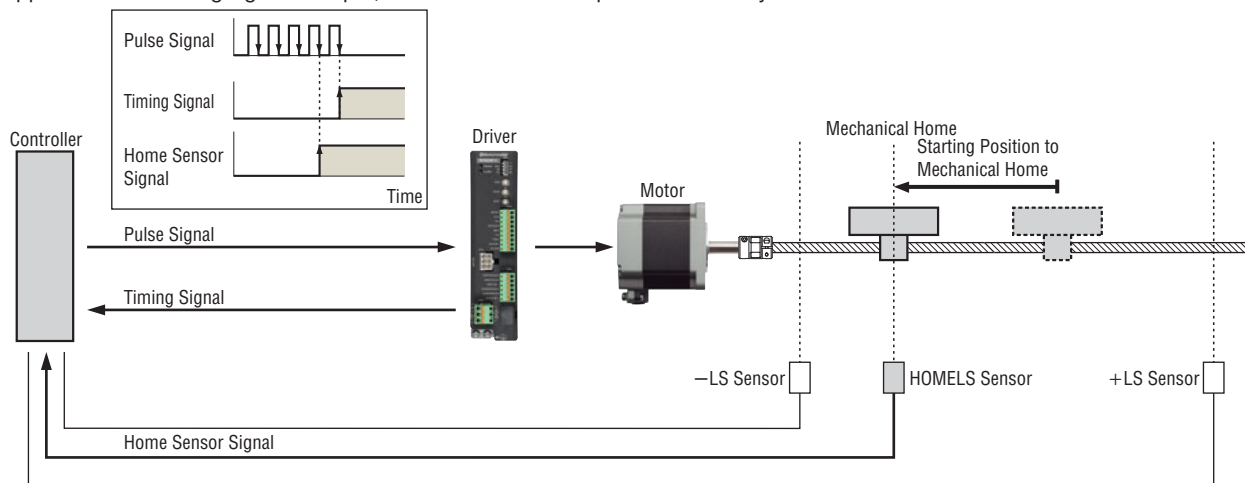 Pulse Signal
Timing Signal
Home Sensor
Signal
Time
Controller
Driver
Motor
Mechanical Home
Starting Position to
Mechanical Home
Pulse Signal
Timing Signal
−LS Sensor
HOMELS Sensor
+LS Sensor
Home Sensor Signal